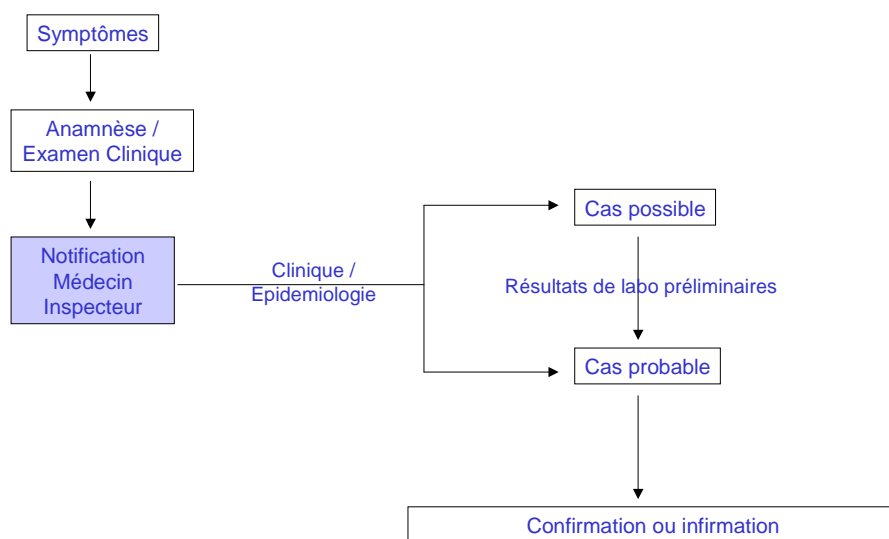 Symptômes
Anamnèse /
Examen Clinique
Notification
Médecin
Inspecteur
Clinique /
Epidemiologie
Cas possible
Résultats de labo préliminaires
Cas probable
Confirmation ou infirmation